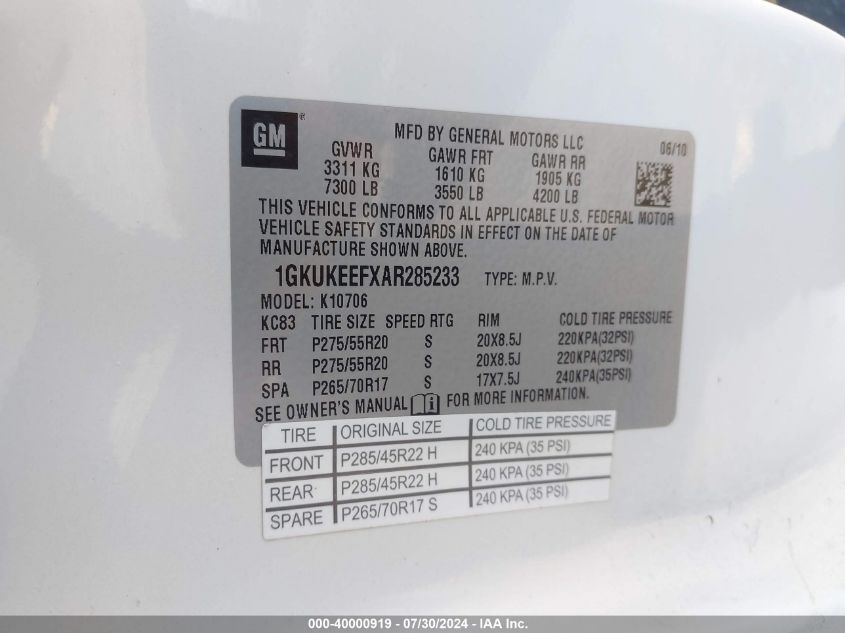 GM ®
MFD BY GENERAL MOTORS LLC 06/10
GVWR GAWR FRT GAWR RR
3311 KG 1610 KG 1905 KG
7300 LB 3550 LB 4200 LB
THIS VEHICLE CONFORMS TO ALL APPLICABLE U.S. FEDERAL MOTOR
VEHICLE SAFETY STANDARDS IN EFFECT ON THE DATE OF
MANUFACTURE SHOWN ABOVE.
1GKUKEEFXAR285233 TYPE: M.P.V.
MODEL: K10706
KC83 TIRE SIZE SPEED RTG RIM COLD TIRE PRESSURE
FRT P275/55R20 S 20X8.5J 220KPA(32PSI)
RR P275/55R20 S 20X8.5J 220KPA(32PSI)
SPA P265/70R17 S 17X7.5J 240KPA(35PSI)
SEE OWNER'S MANUAL i FOR MORE INFORMATION.
TIRE ORIGINAL SIZE COLD TIRE PRESSURE
FRONT P285/45R22 H 240 KPA (35 PSI)
REAR P285/45R22 H 240 KPA (35 PSI)
SPARE P265/70R17 S 240 KPA (35 PSI)
000-40000919 - 07/30/2024 - IAA Inc.